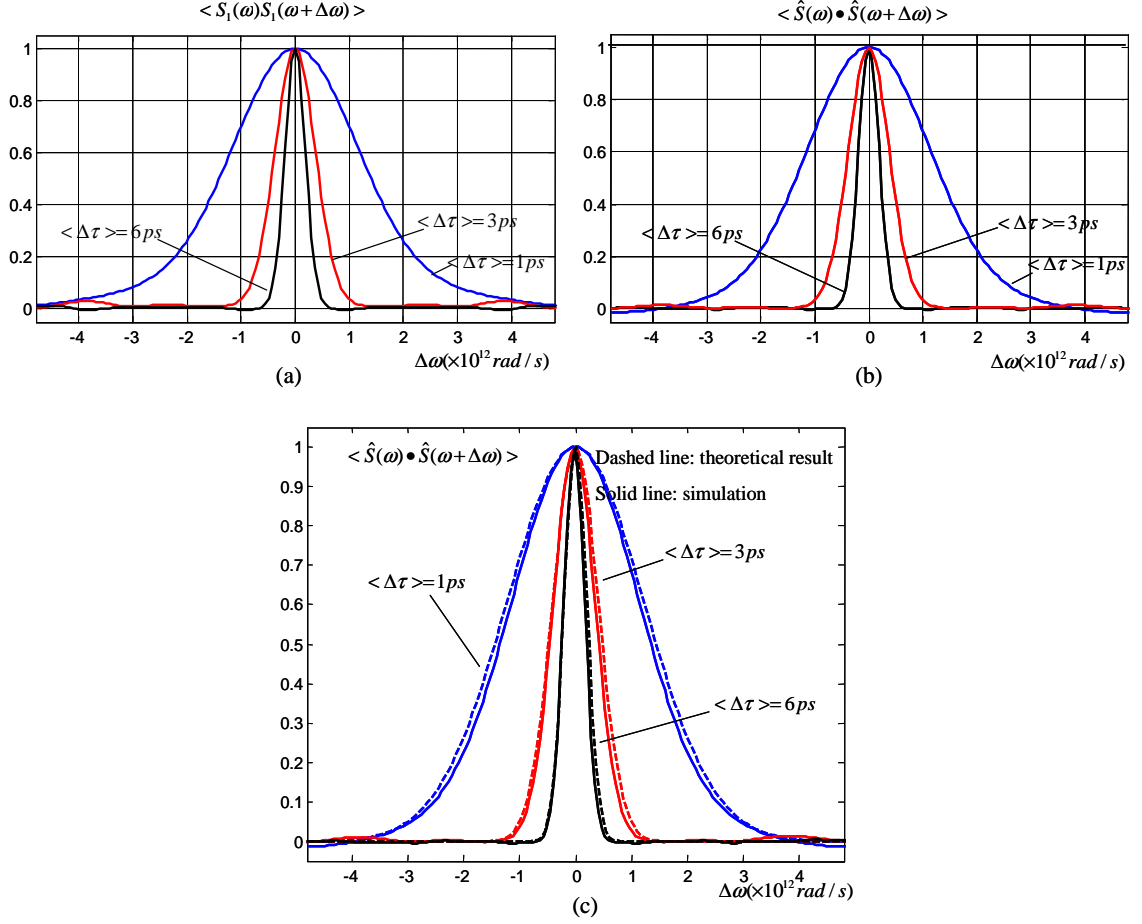 < S₁(ω)S₁(ω+Δω) >
1
0.8
0.6
0.4
0.2
0
< Δτ >= 6ps
< Δτ >= 3ps
< Δτ >= 1ps
-4 -3 -2 -1 0 1 2 3 4
Δω(×10¹² rad / s)
(a)
< Ŝ(ω) • Ŝ(ω+Δω) >
1
0.8
0.6
0.4
0.2
0
< Δτ >= 6ps
< Δτ >= 3ps
< Δτ >= 1ps
-4 -3 -2 -1 0 1 2 3 4
Δω(×10¹² rad / s)
(b)
< Ŝ(ω) • Ŝ(ω+Δω) >
Dashed line: theoretical result
Solid line: simulation
1
0.9
0.8
0.7
0.6
0.5
0.4
0.3
0.2
0.1
0
< Δτ >= 3ps
< Δτ >= 1ps
< Δτ >= 6ps
-4 -3 -2 -1 0 1 2 3 4
Δω(×10¹² rad / s)
(c)